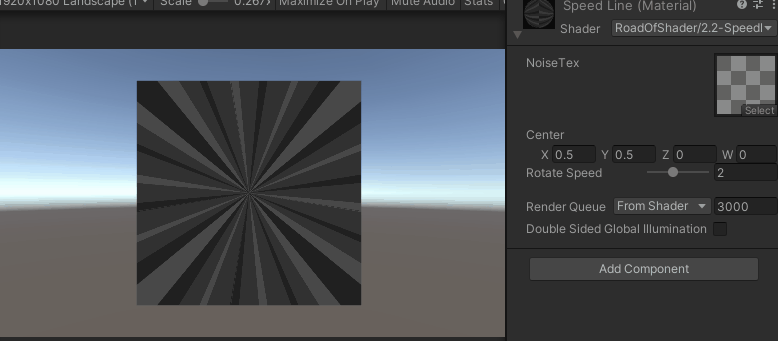 1920x1080 Landscape (1
Scale
0.267x
Maximize On Play
Mute Audio
Stats
Speed Line (Material)
Shader
RoadOfShader/2.2-Speedl
NoiseTex
Select
Center
X 0.5 Y 0.5 Z 0 W 0
Rotate Speed 2
Render Queue From Shader 3000
Double Sided Global Illumination
Add Component